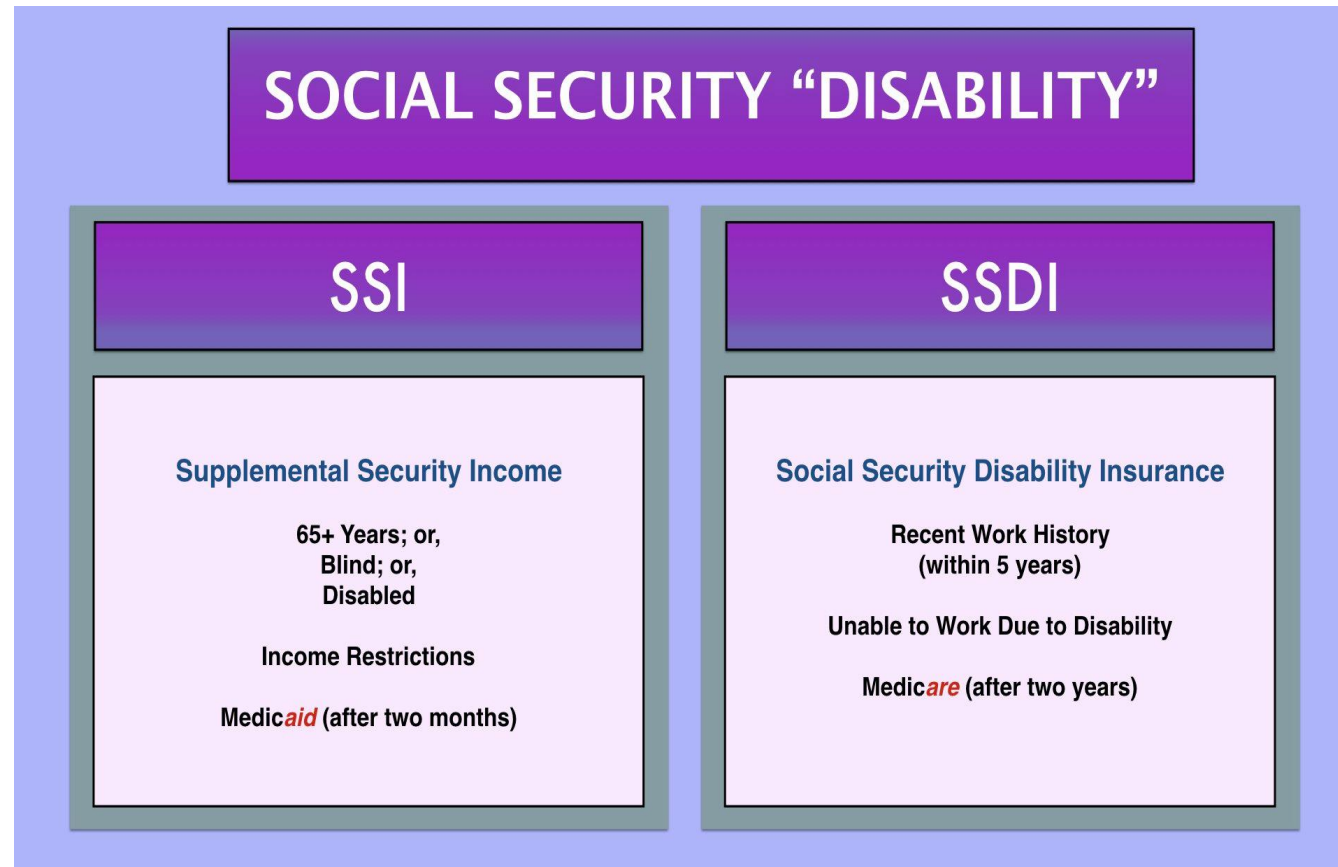 SOCIAL SECURITY “DISABILITY”
SSI
Supplemental Security Income
65+ Years; or,
Blind; or,
Disabled
Income Restrictions
Medicaid (after two months)
SSDI
Social Security Disability Insurance
Recent Work History
(within 5 years)
Unable to Work Due to Disability
Medicare (after two years)